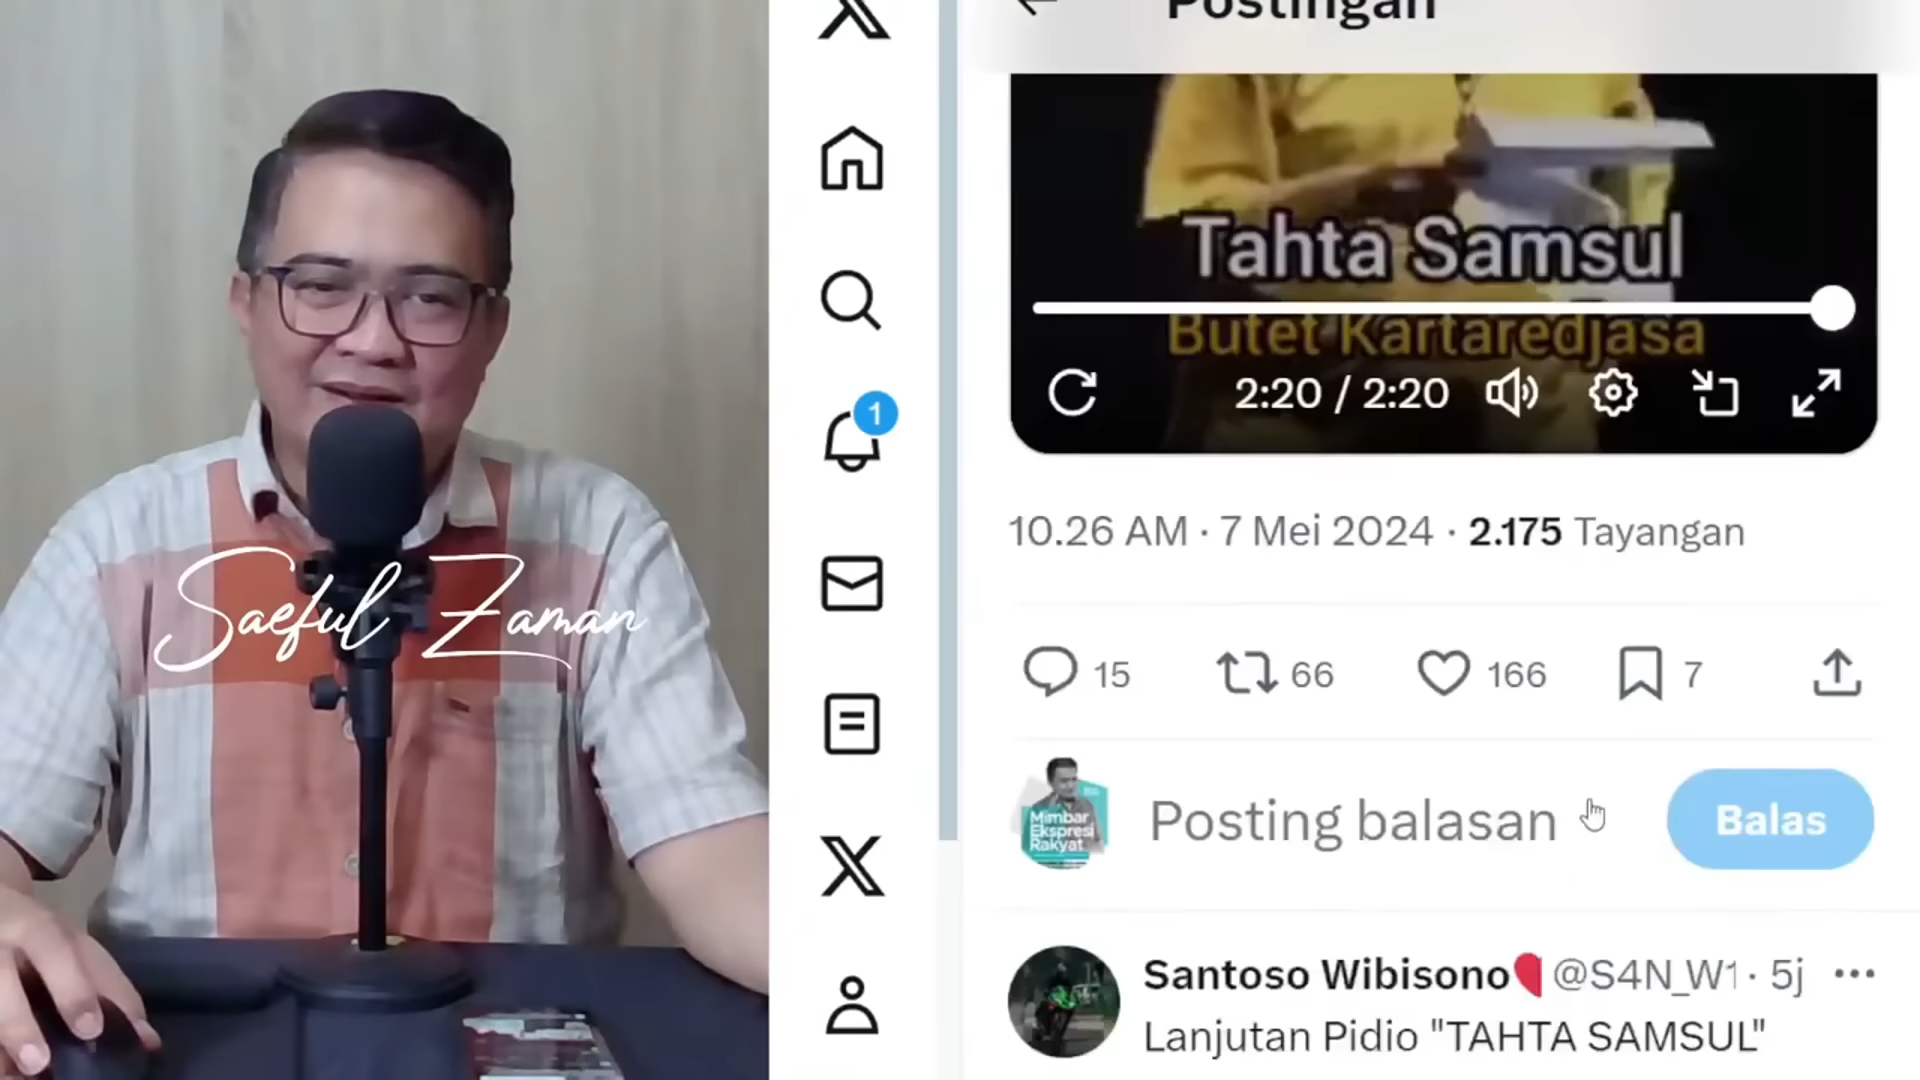 Postingan
Tahta Samsul
Butet Kartaredjasa
2:20 / 2:20
10.26 AM · 7 Mei 2024 · 2.175 Tayangan
15 66 166 7
Mimbar
Ekspresi
Rakyat
Posting balasan
Balas
Santoso Wibisono @S4N_W1 · 5j
Lanjutan Pidio "TAHTA SAMSUL"
1
Saeful Zaman